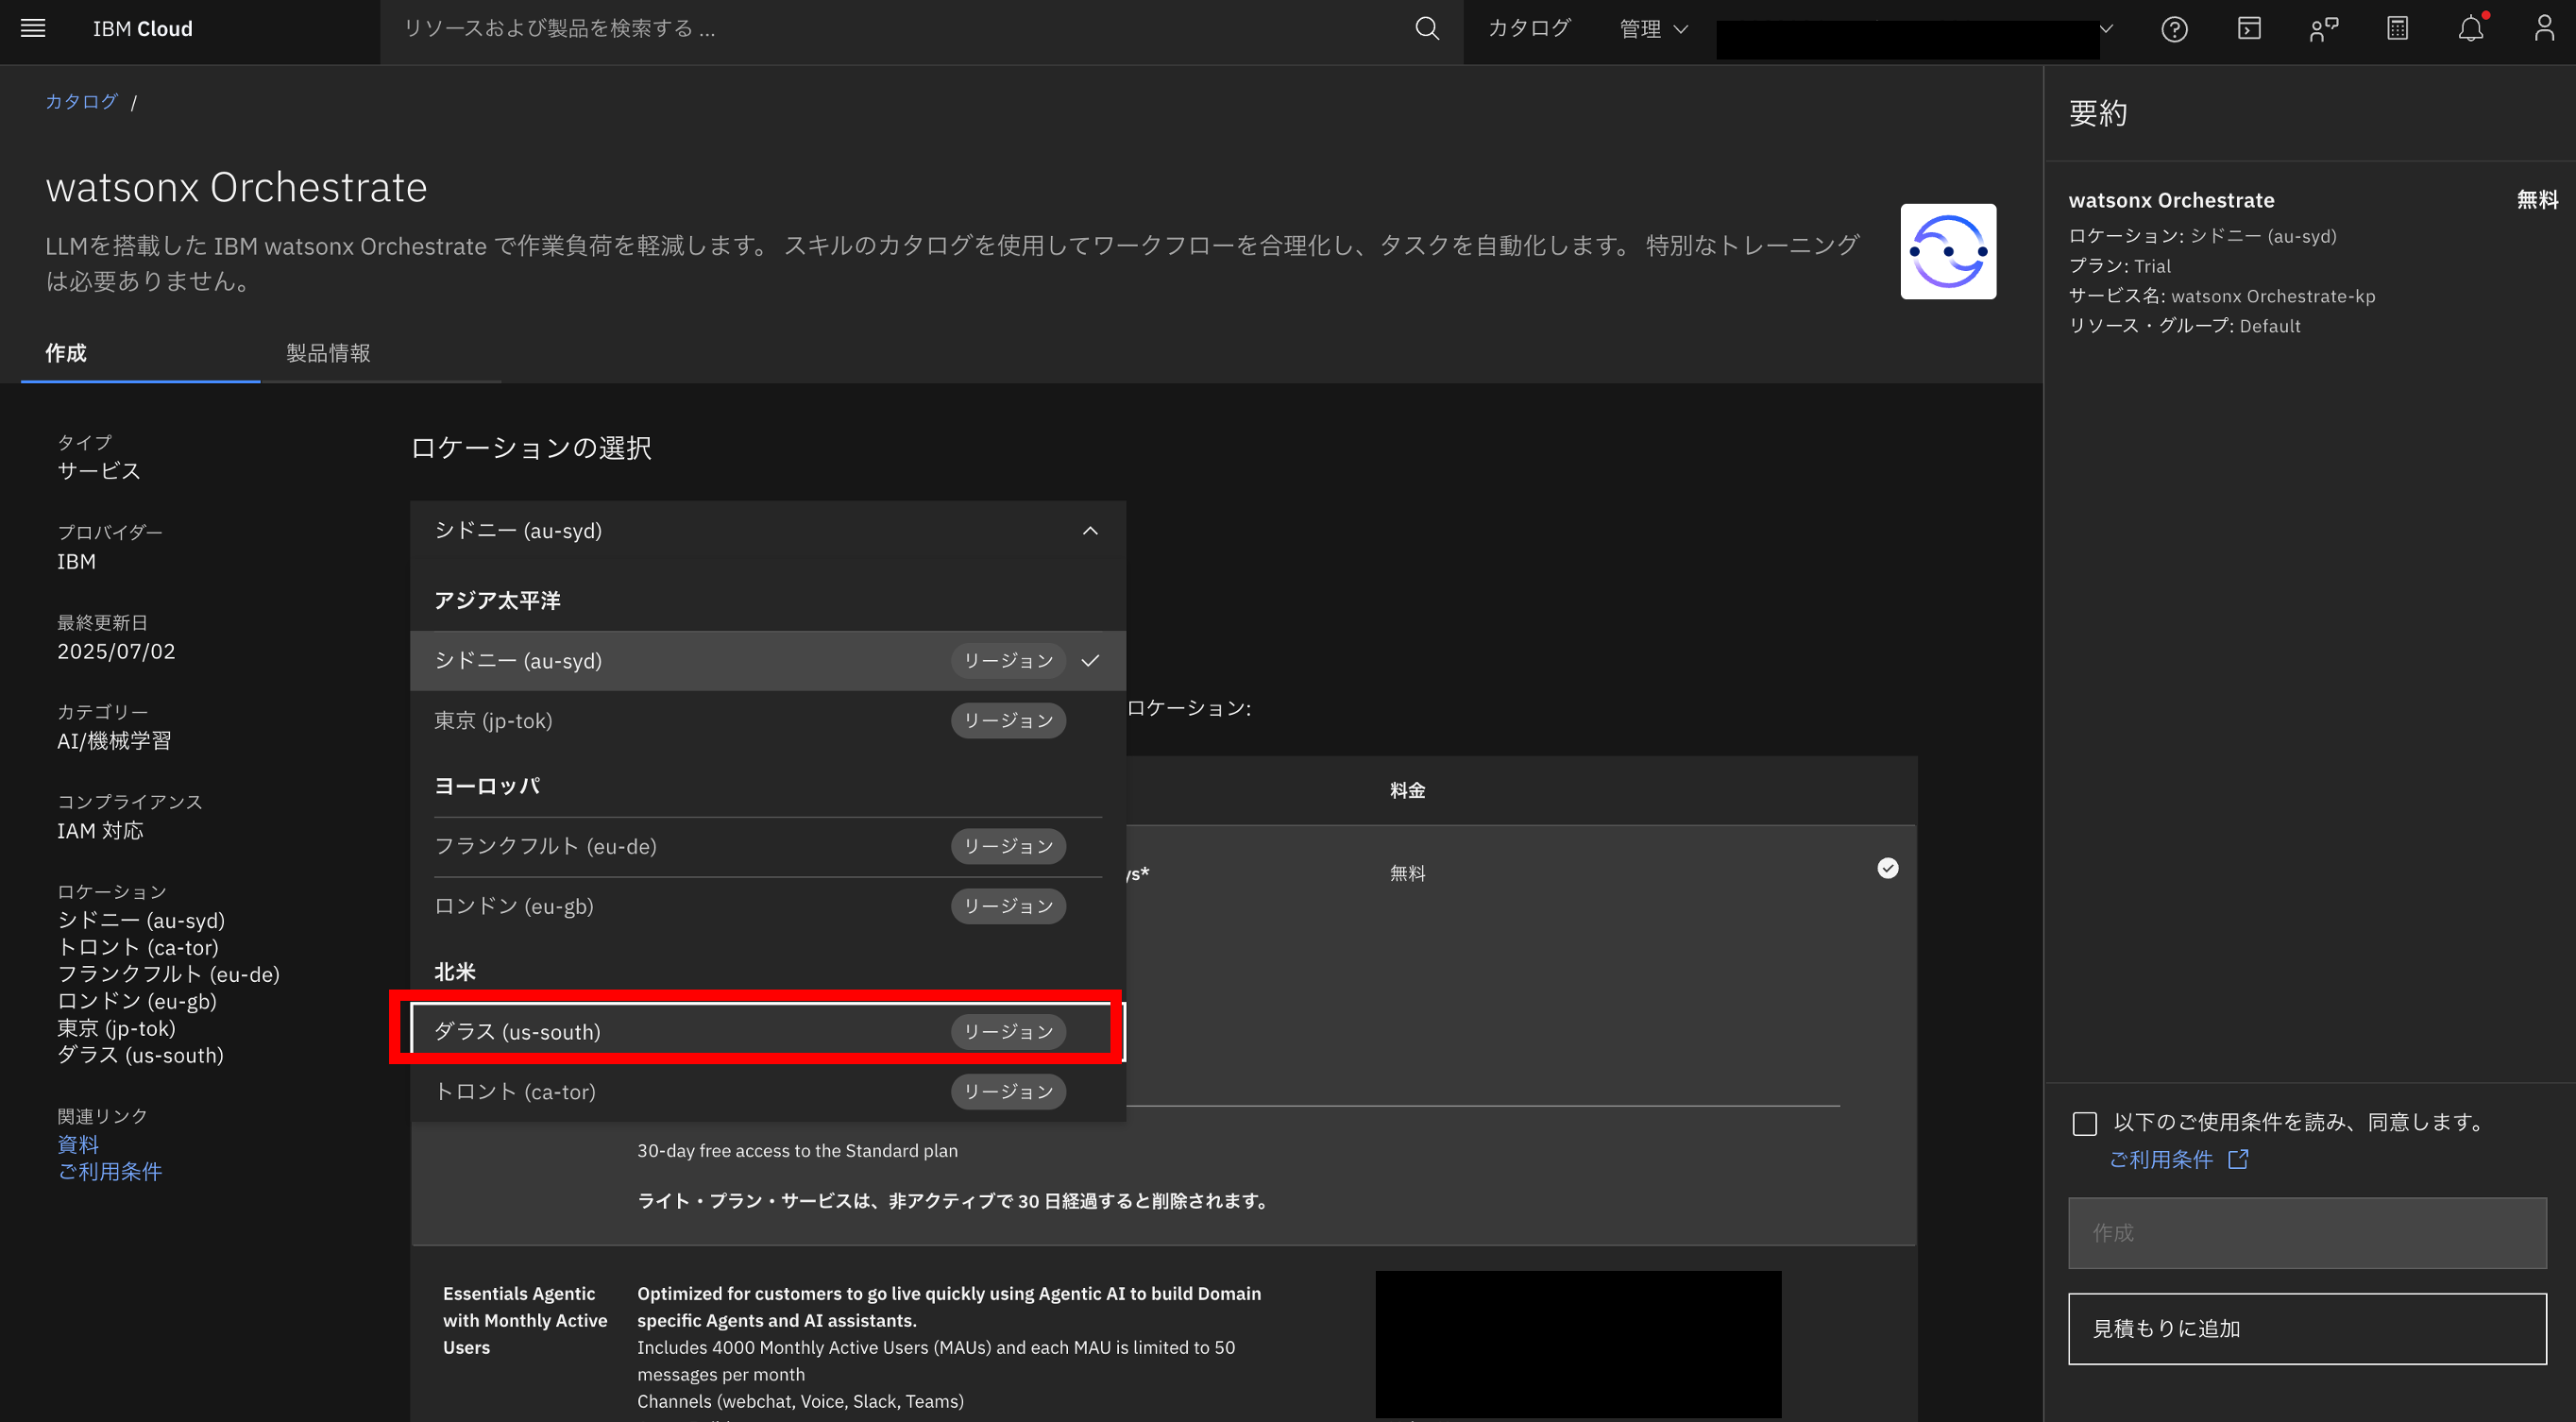 IBM Cloud
リソースおよび製品を検索する ...
カタログ
管理
カタログ /
watsonx Orchestrate
LLMを搭載した IBM watsonx Orchestrate で作業負荷を軽減します。 スキルのカタログを使用してワークフローを合理化し、タスクを自動化します。 特別なトレーニング
は必要ありません。
作成
製品情報
タイプ
サービス
プロバイダー
IBM
最終更新日
2025/07/02
カテゴリー
AI/機械学習
コンプライアンス
IAM 対応
ロケーション
シドニー (au-syd)
トロント (ca-tor)
フランクフルト (eu-de)
ロンドン (eu-gb)
東京 (jp-tok)
ダラス (us-south)
関連リンク
資料
ご利用条件
ロケーションの選択
シドニー (au-syd)
アジア太平洋
シドニー (au-syd) リージョン
東京 (jp-tok) リージョン
ヨーロッパ
フランクフルト (eu-de) リージョン
ロンドン (eu-gb) リージョン
北米
ダラス (us-south) リージョン
トロント (ca-tor) リージョン
ロケーション:
料金
ys*
無料
30-day free access to the Standard plan
ライト・プラン・サービスは、非アクティブで 30 日経過すると削除されます。
Essentials Agentic
with Monthly Active
Users
Optimized for customers to go live quickly using Agentic AI to build Domain
specific Agents and AI assistants.
Includes 4000 Monthly Active Users (MAUs) and each MAU is limited to 50
messages per month
Channels (webchat, Voice, Slack, Teams)
要約
watsonx Orchestrate 無料
ロケーション: シドニー (au-syd)
プラン: Trial
サービス名: watsonx Orchestrate-kp
リソース・グループ: Default
以下のご使用条件を読み、同意します。
ご利用条件
作成
見積もりに追加